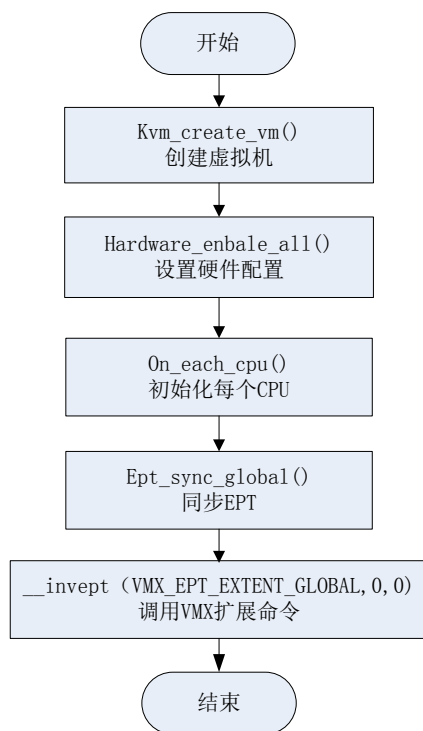 开始
Kvm_create_vm()
创建虚拟机
Hardware_enbale_all()
设置硬件配置
On_each_cpu()
初始化每个CPU
Ept_sync_global()
同步EPT
__invept（VMX_EPT_EXTENT_GLOBAL,0,0)
调用VMX扩展命令
结束